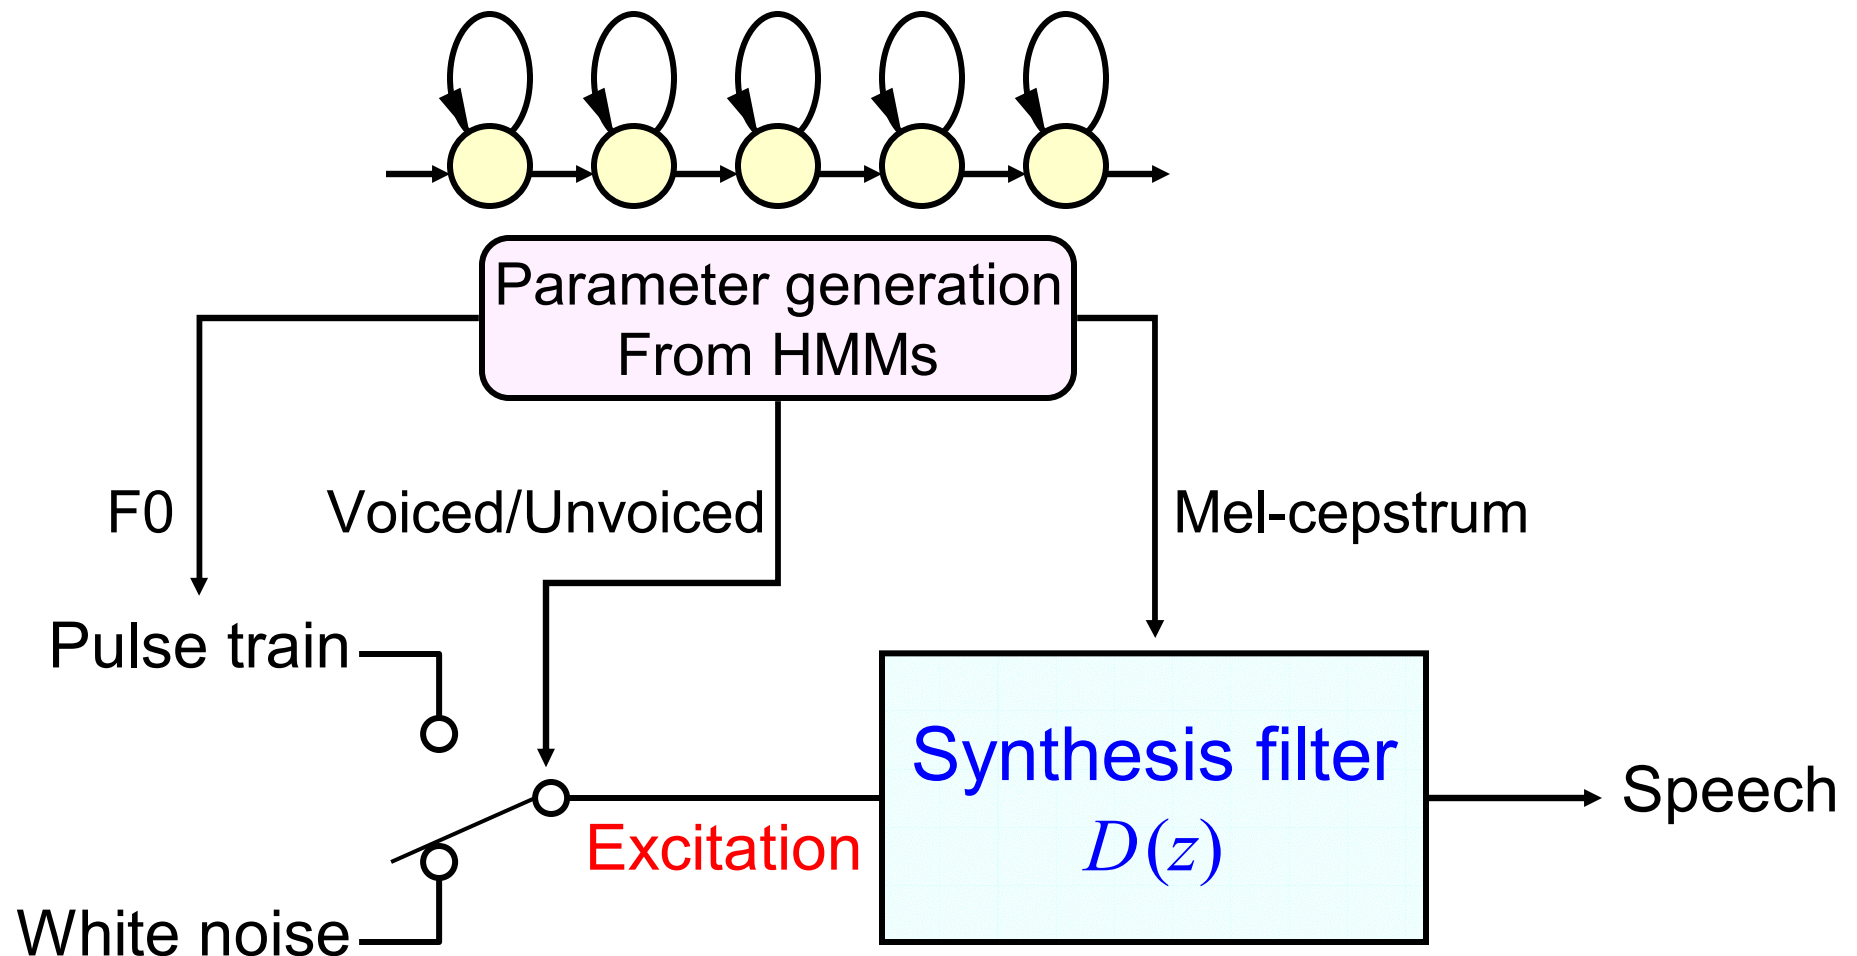 Parameter generation
From HMMs
F0
Voiced/Unvoiced
Mel-cepstrum
Pulse train
Synthesis filter
D(z)
Speech
Excitation
White noise